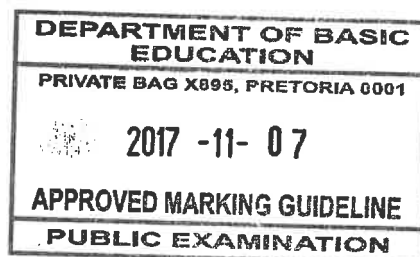 DEPARTMENT OF BASIC
EDUCATION
PRIVATE BAG X895, PRETORIA 0001
2017 -11- 07
APPROVED MARKING GUIDELINE
PUBLIC EXAMINATION